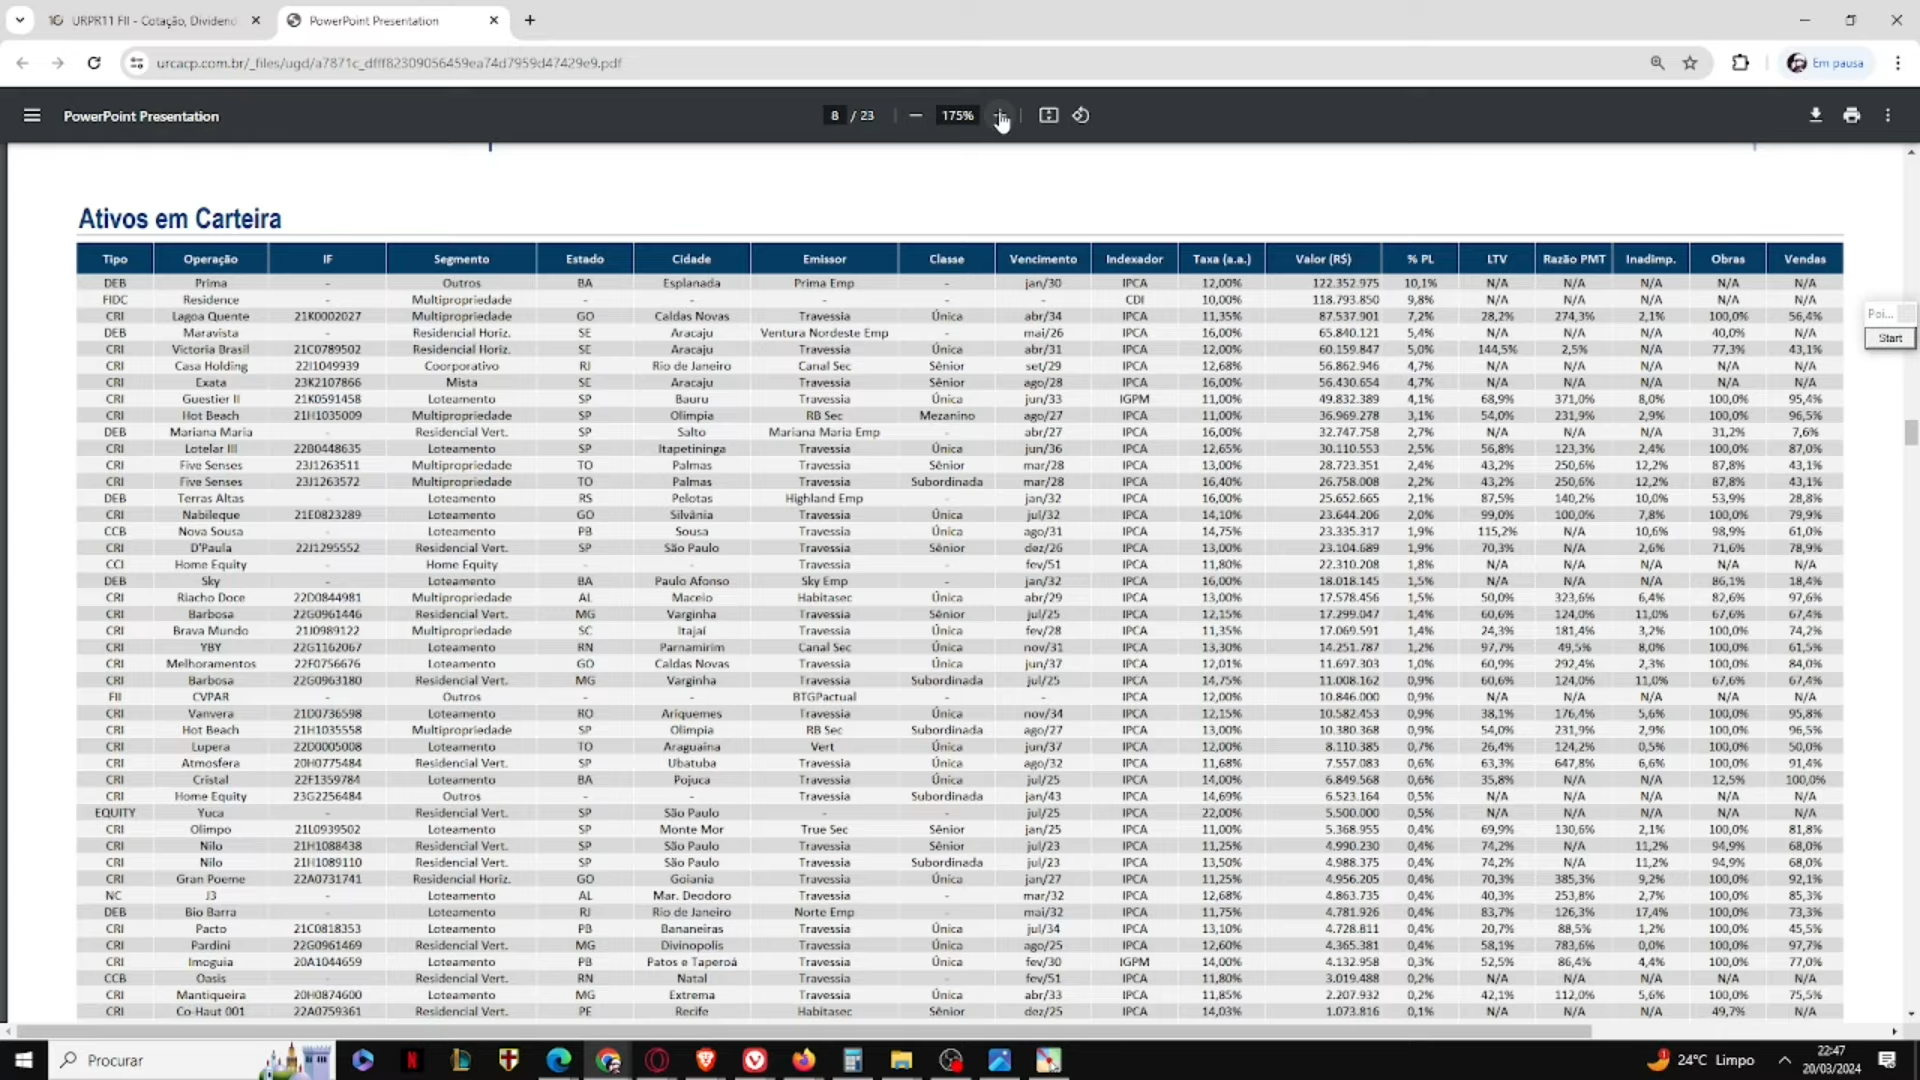 URPR11 FII - Cotação, Dividend
PowerPoint Presentation
urcacp.com.br/_files/ugd/a7871c_dfff82309056459ea74d7959d47429e9.pdf
Em pausa
PowerPoint Presentation
8 / 23
175%
Ativos em Carteira
Tipo Operação IF Segmento Estado Cidade Emissor Classe Vencimento Indexador Taxa (a.a.) Valor (R$) % PL LTV Razão PMT Inadimp. Obras Vendas
DEB Prima - Outros BA Esplanada Prima Emp - jan/30 IPCA 12,00% 122.352.975 10,1% N/A N/A N/A N/A N/A
FIDC Residence - Multipropriedade - - - - - CDI 10,00% 118.793.850 9,8% N/A N/A N/A N/A N/A
CRI Lagoa Quente 21K0002027 Multipropriedade GO Caldas Novas Travessia Única abr/34 IPCA 11,35% 87.537.901 7,2% 28,2% 274,3% 2,1% 100,0% 56,4%
DEB Maravista - Residencial Horiz. SE Aracaju Ventura Nordeste Emp - mai/26 IPCA 16,00% 65.840.121 5,4% N/A N/A N/A 40,0% N/A
CRI Victoria Brasil 21C0789502 Residencial Horiz. SE Aracaju Travessia Única abr/31 IPCA 12,00% 60.159.847 5,0% 144,5% 2,5% N/A 77,3% 43,1%
CRI Casa Holding 22I1049939 Coorporativo RJ Rio de Janeiro Canal Sec Sênior set/29 IPCA 12,68% 56.862.946 4,7% N/A N/A N/A N/A N/A
CRI Exata 23K2107866 Mista SE Aracaju Travessia Sênior ago/28 IPCA 16,00% 56.430.654 4,7% N/A N/A N/A N/A N/A
CRI Guestier II 21K0591458 Loteamento SP Bauru Travessia Única jun/33 IGPM 11,00% 49.832.389 4,1% 68,9% 371,0% 8,0% 100,0% 95,4%
CRI Hot Beach 21H1035009 Multipropriedade SP Olimpia RB Sec Mezanino ago/27 IPCA 11,00% 36.969.278 3,1% 54,0% 231,9% 2,9% 100,0% 96,5%
DEB Mariana Maria - Residencial Vert. SP Salto Mariana Maria Emp - abr/27 IPCA 16,00% 32.747.758 2,7% N/A N/A N/A 31,2% 7,6%
CRI Lotelar III 22B0448635 Loteamento SP Itapetininga Travessia Única jun/36 IPCA 12,65% 30.110.553 2,5% 56,8% 123,3% 2,4% 100,0% 87,0%
CRI Five Senses 23J1263511 Multipropriedade TO Palmas Travessia Sênior mar/28 IPCA 13,00% 28.723.351 2,4% 43,2% 250,6% 12,2% 87,8% 43,1%
CRI Five Senses 23J1263572 Multipropriedade TO Palmas Travessia Subordinada mar/28 IPCA 16,40% 26.758.008 2,2% 43,2% 250,6% 12,2% 87,8% 43,1%
DEB Terras Altas - Loteamento RS Pelotas Highland Emp - jan/32 IPCA 16,00% 25.652.665 2,1% 87,5% 140,2% 10,0% 53,9% 28,8%
CRI Nabileque 21E0823289 Loteamento GO Silvânia Travessia Única jul/32 IPCA 14,10% 23.644.206 2,0% 99,0% 100,0% 7,8% 100,0% 79,9%
CCB Nova Sousa - Loteamento PB Sousa Travessia Única ago/31 IPCA 14,75% 23.335.317 1,9% 115,2% N/A 10,6% 98,9% 61,0%
CRI D'Paula 22J1295552 Residencial Vert. SP São Paulo Travessia Sênior dez/26 IPCA 13,00% 23.104.689 1,9% 70,3% N/A 2,6% 71,6% 78,9%
CCI Home Equity - Home Equity - - Travessia - fev/51 IPCA 11,80% 22.310.208 1,8% N/A N/A N/A N/A N/A
DEB Sky - Loteamento BA Paulo Afonso Sky Emp - jan/32 IPCA 16,00% 18.018.145 1,5% N/A N/A N/A 86,1% 18,4%
CRI Riacho Doce 22D0844981 Multipropriedade AL Maceio Habitasec Única abr/29 IPCA 13,00% 17.578.456 1,5% 50,0% 323,6% 6,4% 82,6% 97,6%
CRI Barbosa 22G0961446 Residencial Vert. MG Varginha Travessia Sênior jul/25 IPCA 12,15% 17.299.047 1,4% 60,6% 124,0% 11,0% 67,6% 67,4%
CRI Brava Mundo 21J0989122 Multipropriedade SC Itajaí Travessia Única fev/28 IPCA 11,35% 17.069.591 1,4% 24,3% 181,4% 3,2% 100,0% 74,2%
CRI YBY 22G1162067 Loteamento RN Parnamirim Canal Sec Única nov/31 IPCA 13,30% 14.251.787 1,2% 97,7% 49,5% 8,0% 100,0% 61,5%
CRI Melhoramentos 22F0756676 Loteamento GO Caldas Novas Travessia Única jun/37 IPCA 12,01% 11.697.303 1,0% 60,9% 292,4% 2,3% 100,0% 84,0%
CRI Barbosa 22G0963180 Residencial Vert. MG Varginha Travessia Subordinada jul/25 IPCA 14,75% 11.008.162 0,9% 60,6% 124,0% 11,0% 67,6% 67,4%
FII CVPAR - Outros - - BTGPactual - - IPCA 12,00% 10.846.000 0,9% N/A N/A N/A N/A N/A
CRI Vanvera 21D0736598 Loteamento RO Ariquemes Travessia Única nov/34 IPCA 12,15% 10.582.453 0,9% 38,1% 176,4% 5,6% 100,0% 95,8%
CRI Hot Beach 21H1035558 Multipropriedade SP Olimpia RB Sec Subordinada ago/27 IPCA 13,00% 10.380.368 0,9% 54,0% 231,9% 2,9% 100,0% 96,5%
CRI Lupera 22D0005008 Loteamento TO Araguaina Vert Única jun/37 IPCA 12,00% 8.110.385 0,7% 26,4% 124,2% 0,5% 100,0% 50,0%
CRI Atmosfera 20H0775484 Residencial Vert. SP Ubatuba Travessia Única ago/32 IPCA 11,68% 7.557.083 0,6% 63,3% 647,8% 6,6% 100,0% 91,4%
CRI Cristal 22F1359784 Loteamento BA Pojuca Travessia Única jul/25 IPCA 14,00% 6.849.568 0,6% 35,8% N/A N/A 12,5% 100,0%
CRI Home Equity 23G2256484 Outros - - Travessia Subordinada jan/43 IPCA 14,69% 6.523.164 0,5% N/A N/A N/A N/A N/A
EQUITY Yuca - Residencial Vert. SP São Paulo - - jul/25 IPCA 22,00% 5.500.000 0,5% N/A N/A N/A N/A N/A
CRI Olimpo 21L0939502 Loteamento SP Monte Mor True Sec Sênior jan/25 IPCA 11,00% 5.368.955 0,4% 69,9% 130,6% 2,1% 100,0% 81,8%
CRI Nilo 21H1088438 Residencial Vert. SP São Paulo Travessia Sênior jul/23 IPCA 11,25% 4.990.230 0,4% 74,2% N/A 11,2% 94,9% 68,0%
CRI Nilo 21H1089110 Residencial Vert. SP São Paulo Travessia Subordinada jul/23 IPCA 13,50% 4.988.375 0,4% 74,2% N/A 11,2% 94,9% 68,0%
CRI Gran Poeme 22A0731741 Residencial Horiz. GO Goiania Travessia Única jan/27 IPCA 11,25% 4.956.205 0,4% 70,3% 385,3% 9,2% 100,0% 92,1%
NC J3 - Loteamento AL Mar. Deodoro Travessia - mar/32 IPCA 12,68% 4.863.735 0,4% 40,3% 253,8% 2,7% 100,0% 85,3%
DEB Bio Barra - Loteamento RJ Rio de Janeiro Norte Emp - mai/32 IPCA 11,75% 4.781.926 0,4% 83,7% 126,3% 17,4% 100,0% 73,3%
CRI Pacto 21C0818353 Loteamento PB Bananeiras Travessia Única jul/34 IPCA 13,10% 4.728.811 0,4% 20,7% 88,5% 1,2% 100,0% 45,5%
CRI Pardini 22G0961469 Residencial Vert. MG Divinopolis Travessia Única ago/25 IPCA 12,60% 4.365.381 0,4% 58,1% 783,6% 0,0% 100,0% 97,7%
CRI Imoguia 20A1044659 Loteamento PB Patos e Taperoá Travessia Única fev/30 IGPM 14,00% 4.132.958 0,3% 52,5% 86,4% 4,4% 100,0% 77,0%
CCB Oasis - Residencial Vert. RN Natal Travessia - fev/51 IPCA 11,80% 3.019.488 0,2% N/A N/A N/A N/A N/A
CRI Mantiqueira 20H0874600 Loteamento MG Extrema Travessia Única abr/33 IPCA 11,85% 2.207.932 0,2% 42,1% 112,0% 5,6% 100,0% 75,5%
CRI Co-Haut 001 22A0759361 Residencial Vert. PE Recife Habitasec Sênior dez/25 IPCA 14,03% 1.073.816 0,1% N/A N/A N/A 49,7% N/A
Poi...
Start
Procurar
24°C Limpo
22:47
20/03/2024